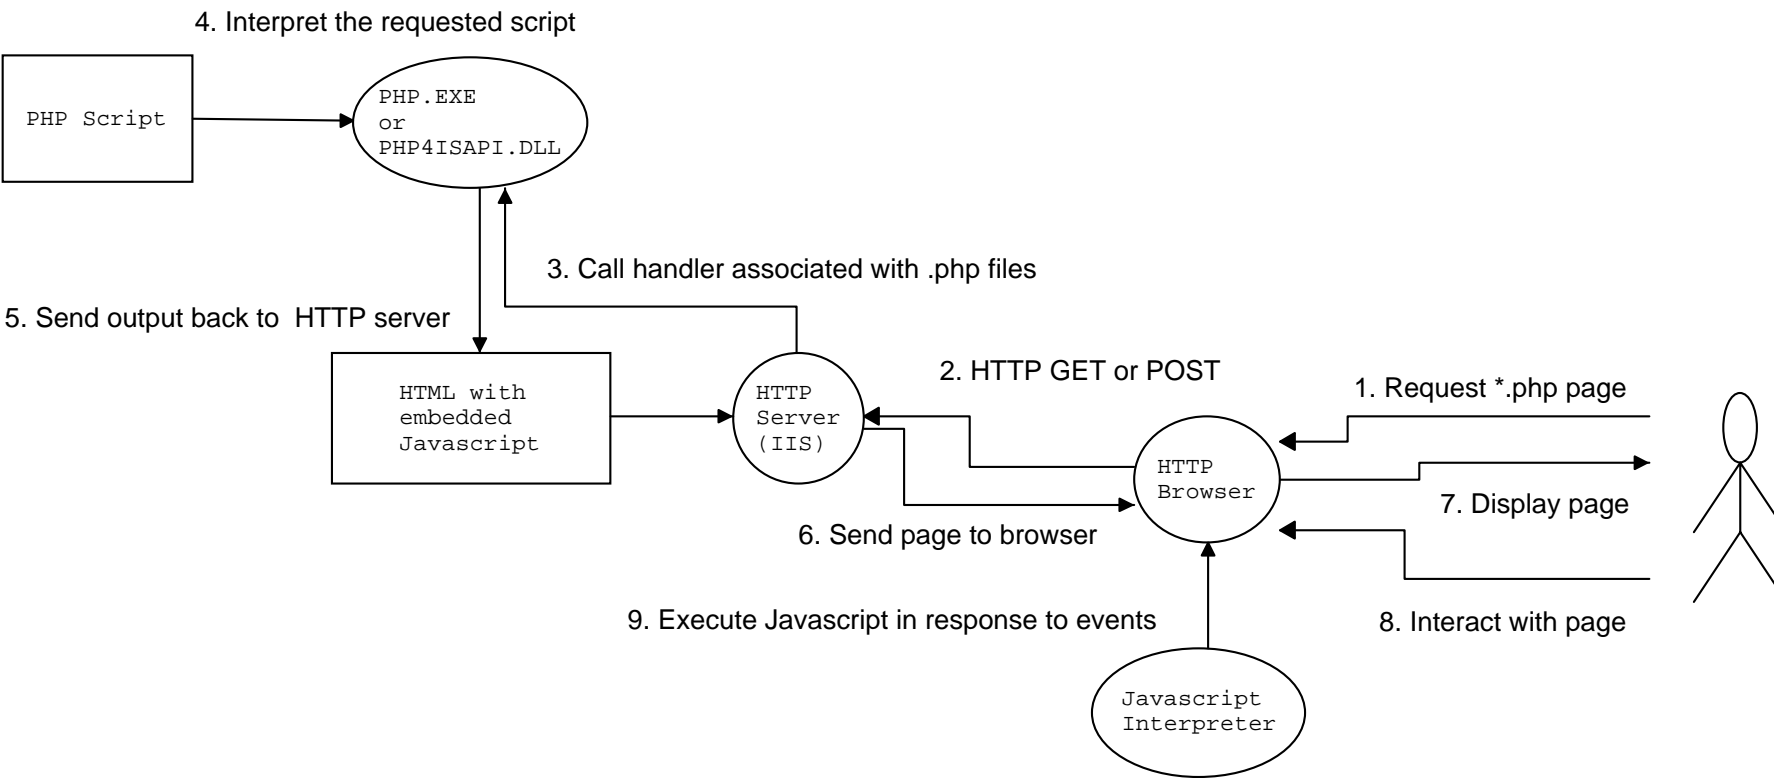 4. Interpret the requested script
PHP Script
PHP.EXE
or
PHP4ISAPI.DLL
3. Call handler associated with .php files
5. Send output back to  HTTP server
HTML with
embedded
Javascript
HTTP
Server
(IIS)
2. HTTP GET or POST
1. Request *.php page
HTTP
Browser
7. Display page
6. Send page to browser
9. Execute Javascript in response to events
8. Interact with page
Javascript
Interpreter